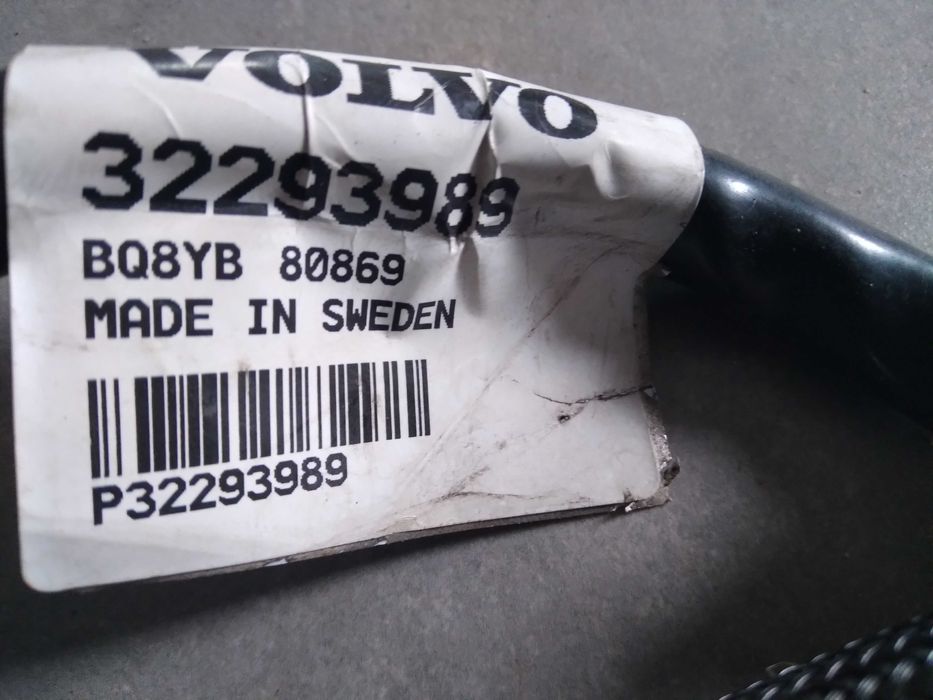 VOLVO
32293989
BQ8YB 80869
MADE IN SWEDEN
P32293989